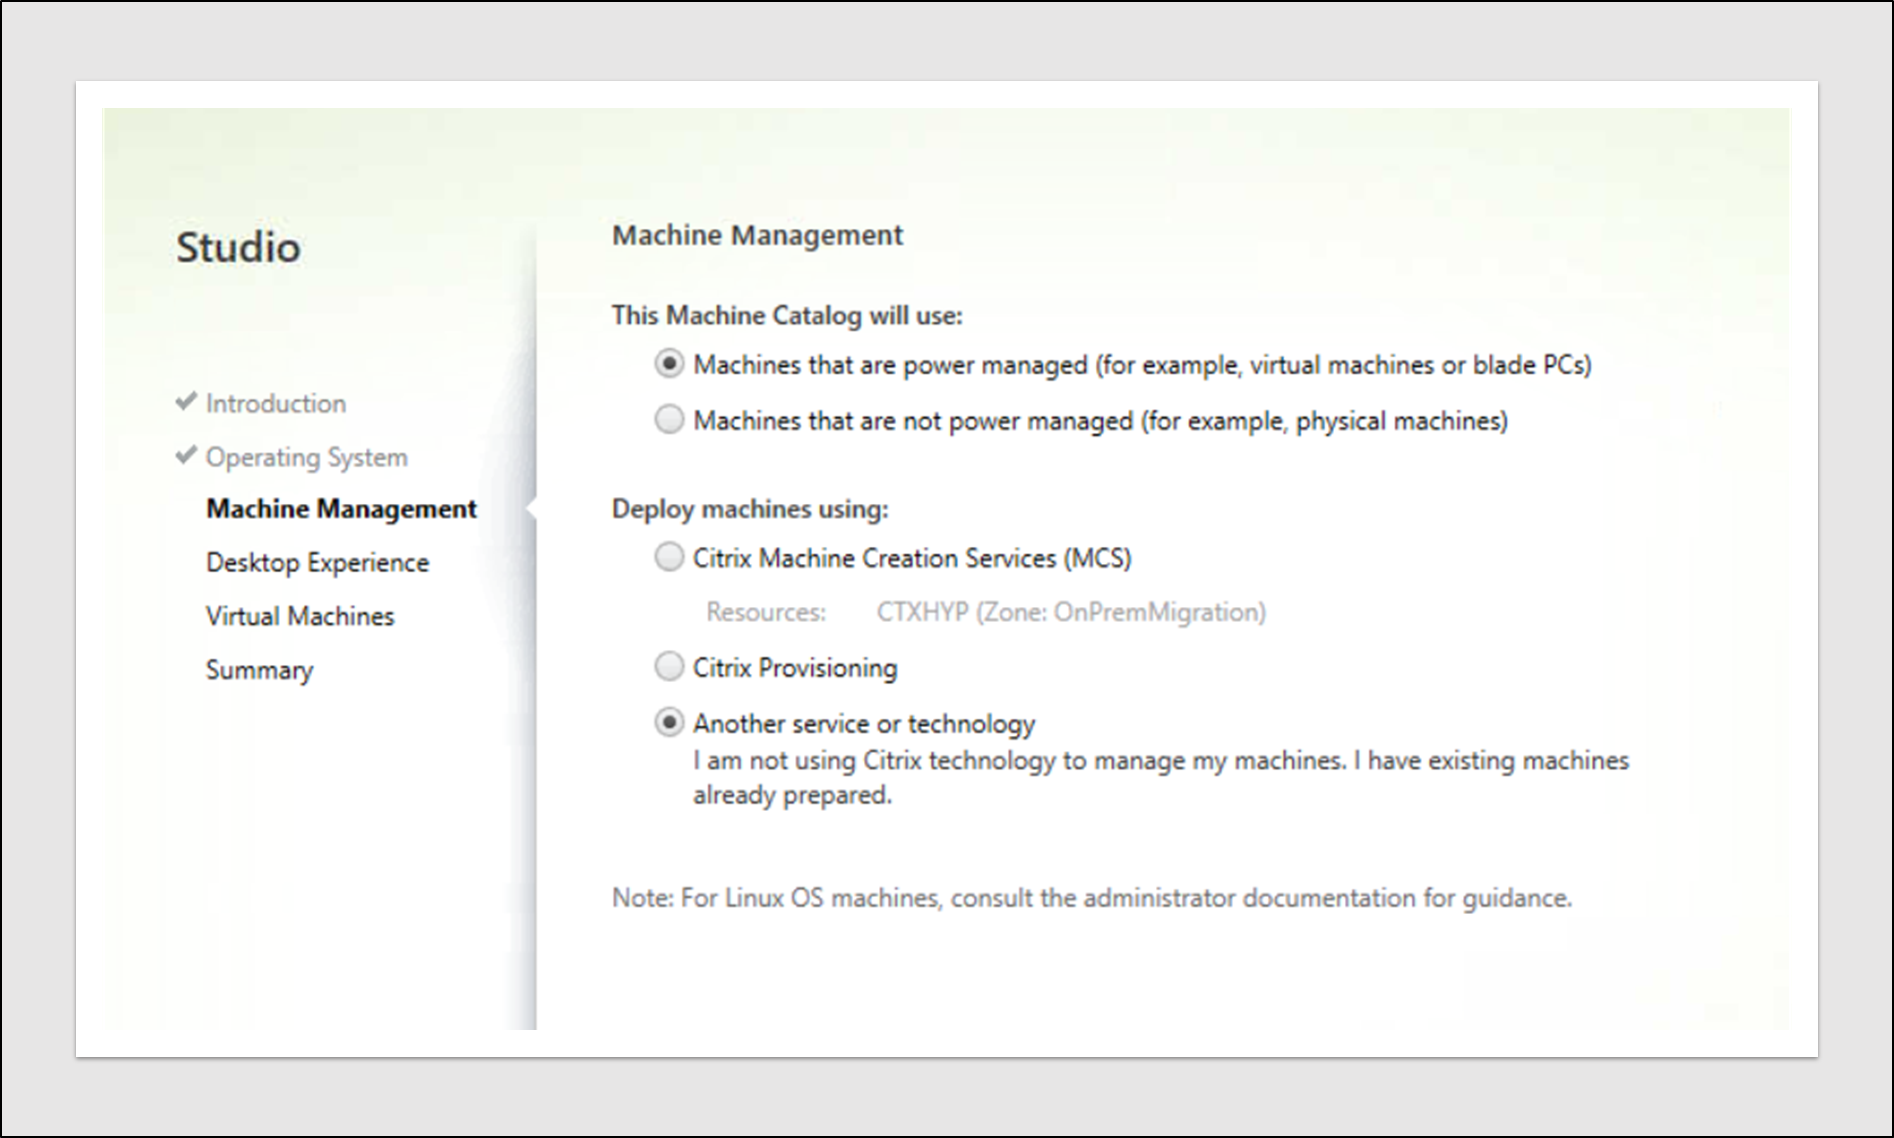 Studio
Introduction
Operating System
Machine Management
Desktop Experience
Virtual Machines
Summary
Machine Management
This Machine Catalog will use:
Machines that are power managed (for example, virtual machines or blade PCs)
Machines that are not power managed (for example, physical machines)
Deploy machines using:
Citrix Machine Creation Services (MCS)
Resources: CTXHYP (Zone: OnPremMigration)
Citrix Provisioning
Another service or technology
I am not using Citrix technology to manage my machines. I have existing machines
already prepared.
Note: For Linux OS machines, consult the administrator documentation for guidance.